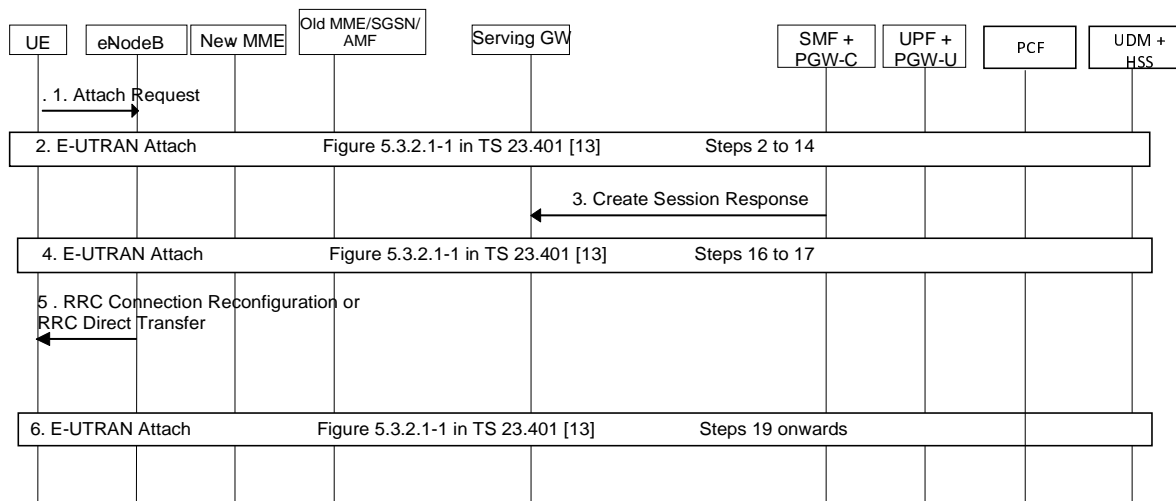 UE
eNodeB
New MME
Old MME/SGSN/
AMF
Serving GW
SMF +
PGW-C
UPF +
PGW-U
PCF
UDM +
HSS
. 1. Attach Request
2. E-UTRAN Attach Figure 5.3.2.1-1 in TS 23.401 [13] Steps 2 to 14
3. Create Session Response
4. E-UTRAN Attach Figure 5.3.2.1-1 in TS 23.401 [13] Steps 16 to 17
5 . RRC Connection Reconfiguration or
RRC Direct Transfer
6. E-UTRAN Attach Figure 5.3.2.1-1 in TS 23.401 [13] Steps 19 onwards